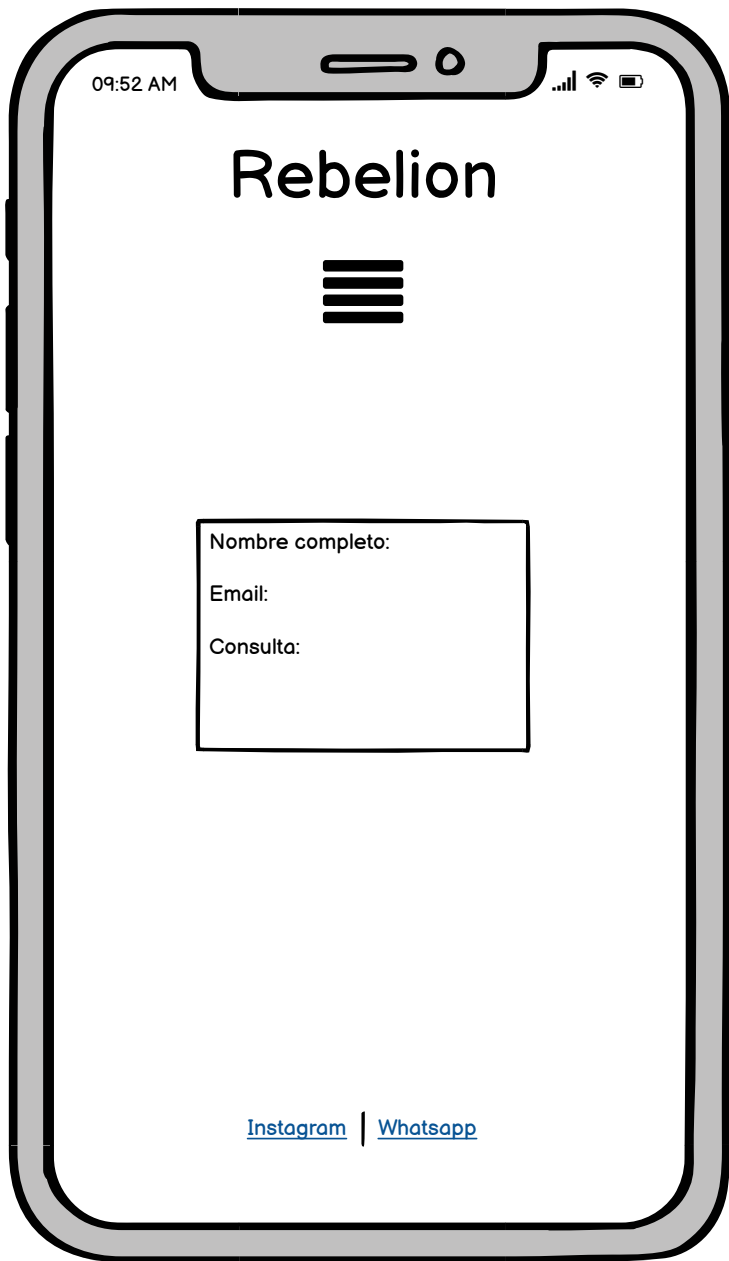 09:52 AM
Rebelion
Nombre completo:
Email:
Consulta:
Instagram | Whatsapp